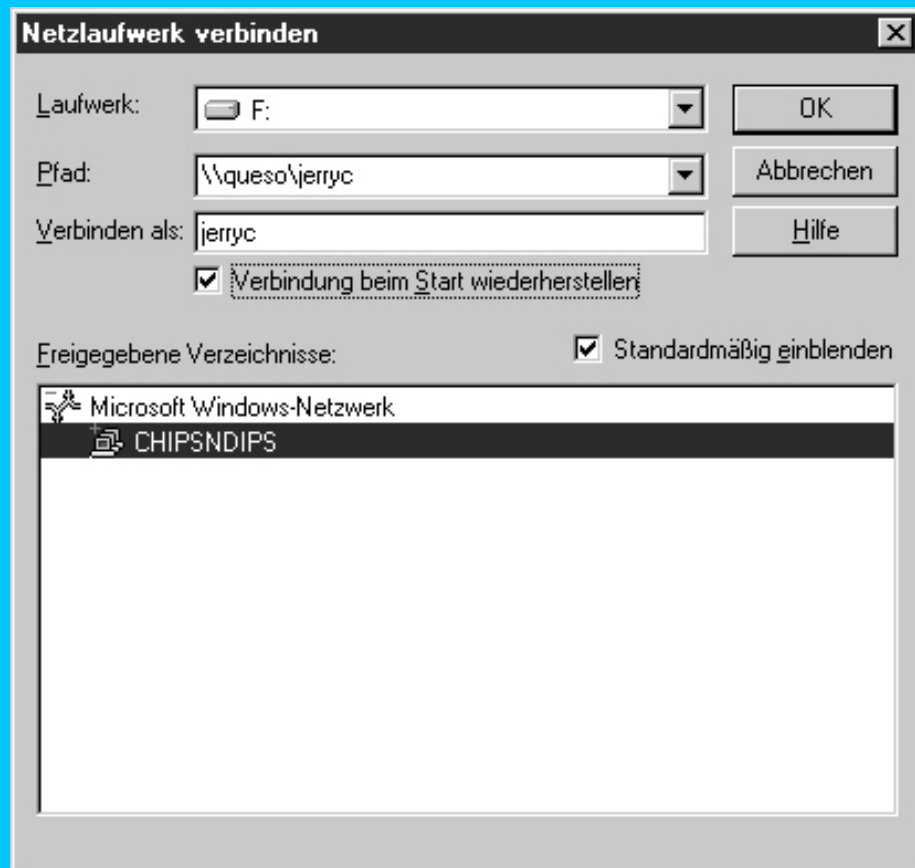 Netzlaufwerk verbinden
Laufwerk: F: OK
Pfad: \\queso\jerryc Abbrechen
Verbinden als: jerryc Hilfe
Verbindung beim Start wiederherstellen
Freigegebene Verzeichnisse: Standardmäßig einblenden
Microsoft Windows-Netzwerk
CHIPSNDIPS